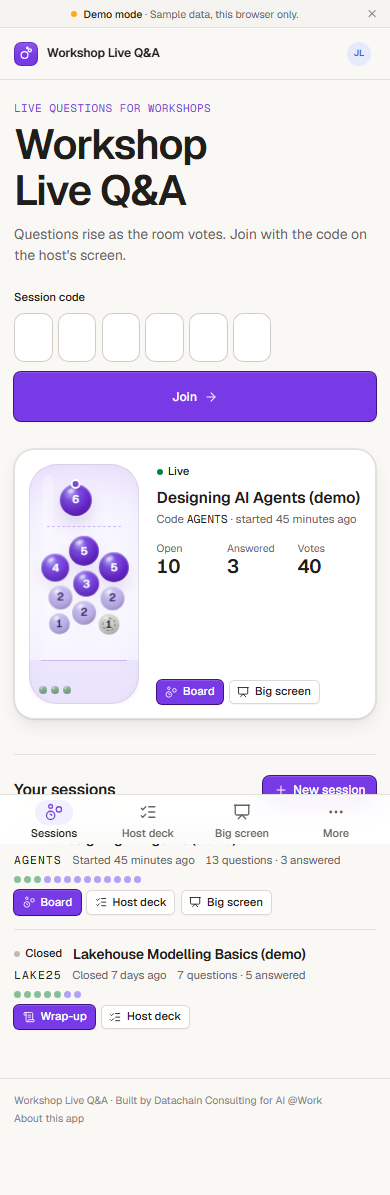 Demo mode · Sample data, this browser only.
Workshop Live Q&A
JL
LIVE QUESTIONS FOR WORKSHOPS
Workshop
Live Q&A
Questions rise as the room votes. Join with the code on
the host's screen.
Session code
Join →
6
5
4
5
3
2
2
2
1
1
Live
Designing AI Agents (demo)
Code AGENTS · started 45 minutes ago
Open Answered Votes
10 3 40
Board Big screen
Your sessions + New session
Sessions Host deck Big screen More
AGENTS Started 45 minutes ago 13 questions · 3 answered
Board Host deck Big screen
Closed Lakehouse Modelling Basics (demo)
LAKE25 Closed 7 days ago 7 questions · 5 answered
Wrap-up Host deck
Workshop Live Q&A · Built by Datachain Consulting for AI @Work
About this app